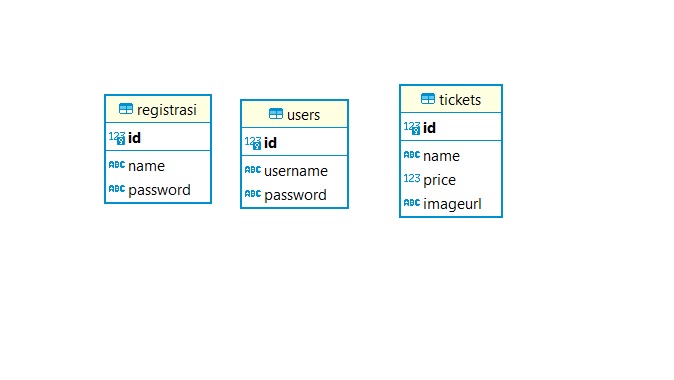 registrasi
123 id
ABC name
ABC password
users
123 id
ABC username
ABC password
tickets
123 id
ABC name
123 price
ABC imageurl